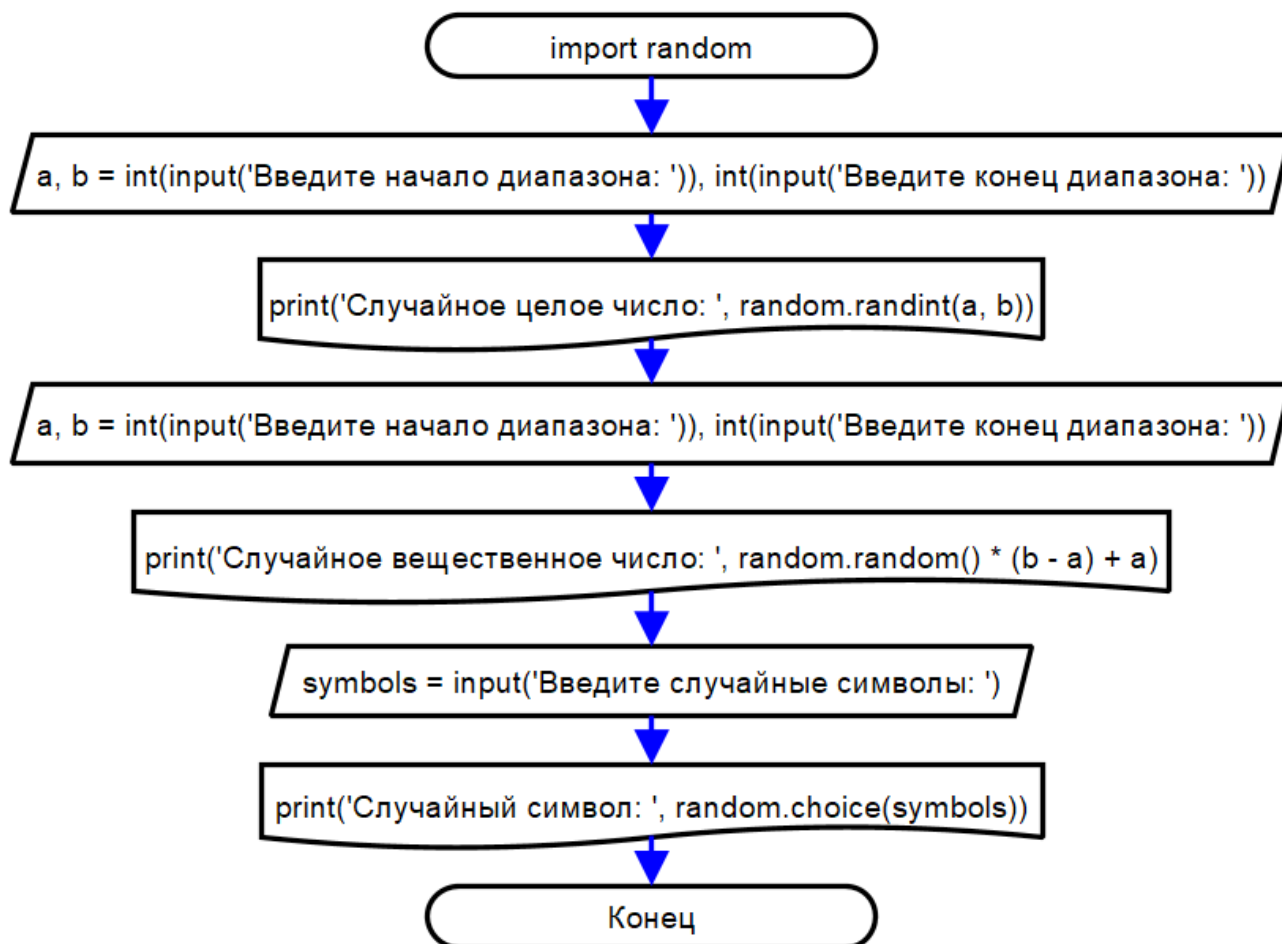 import random
a, b = int(input('Введите начало диапазона: ')), int(input('Введите конец диапазона: '))
print('Случайное целое число: ', random.randint(a, b))
a, b = int(input('Введите начало диапазона: ')), int(input('Введите конец диапазона: '))
print('Случайное вещественное число: ', random.random() * (b - a) + a)
symbols = input('Введите случайные символы: ')
print('Случайный символ: ', random.choice(symbols))
Конец